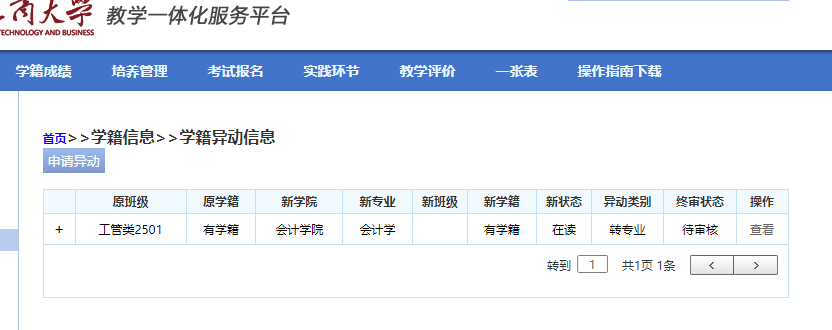 商大学 教学一体化服务平台
TECHNOLOGY AND BUSINESS
学籍成绩 培养管理 考试报名 实践环节 教学评价 一张表 操作指南下载
首页>>学籍信息>>学籍异动信息
申请异动
原班级 原学籍 新学院 新专业 新班级 新学籍 新状态 异动类别 终审状态 操作
+ 工管类2501 有学籍 会计学院 会计学 有学籍 在读 转专业 待审核 查看
转到 1 共1页 1条 < >